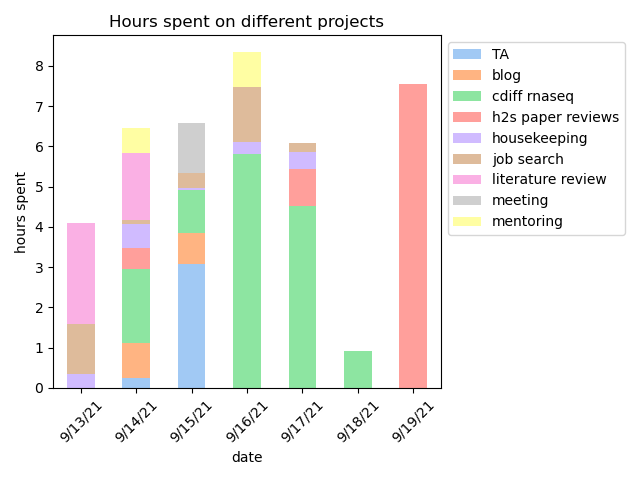 Hours spent on different projects
hours spent
8
7
6
5
4
3
2
1
0
9/13/21
9/14/21
9/15/21
9/16/21
9/17/21
9/18/21
9/19/21
date
TA
blog
cdiff rnaseq
h2s paper reviews
housekeeping
job search
literature review
meeting
mentoring